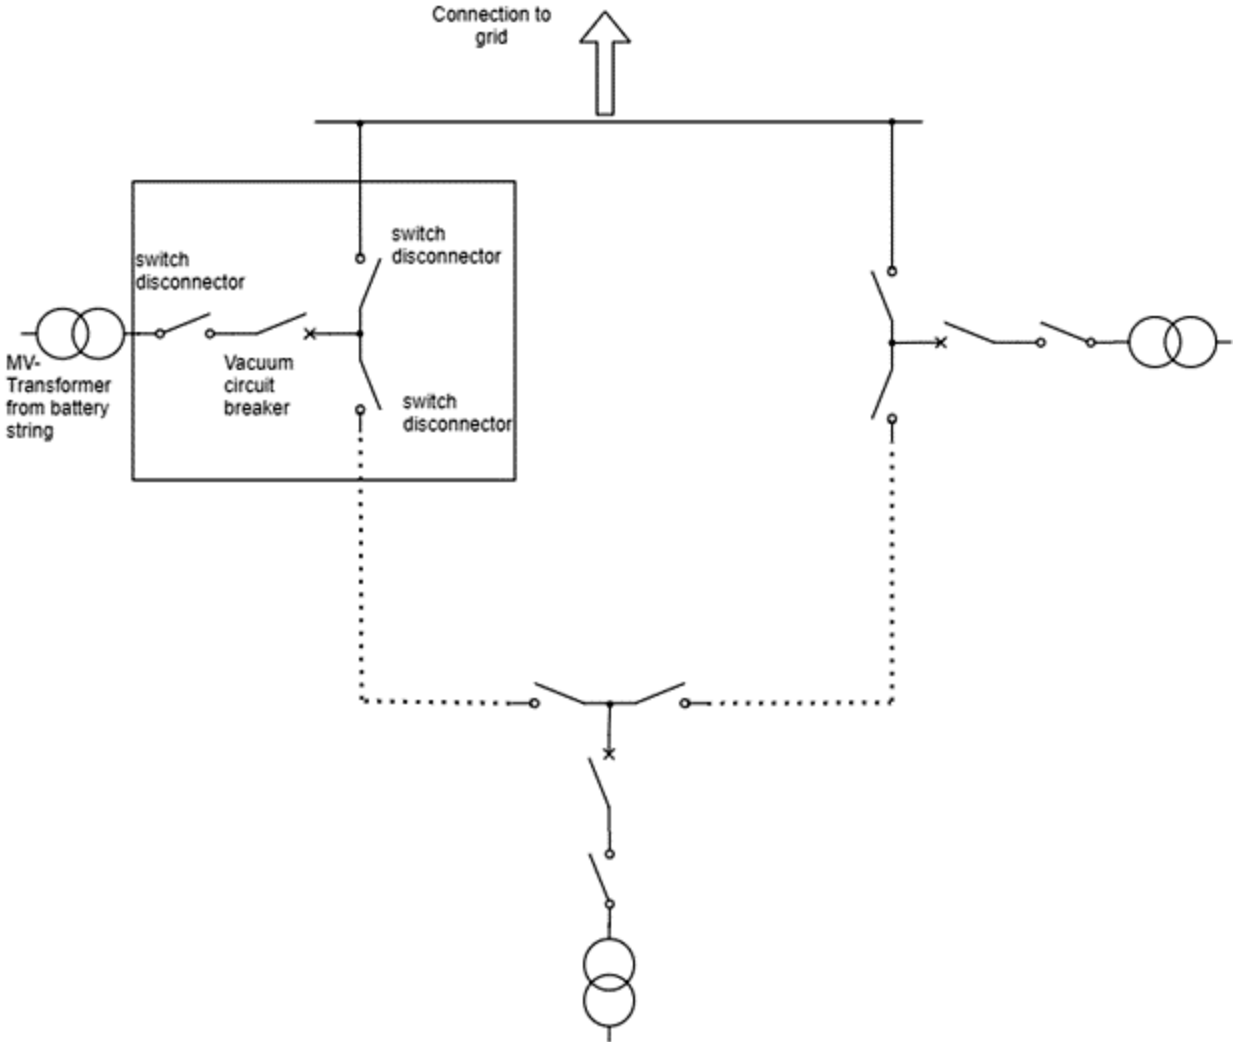 Connection to
grid
switch
disconnector
switch
disconnector
MV-
Transformer
from battery
string
Vacuum
circuit
breaker
switch
disconnector